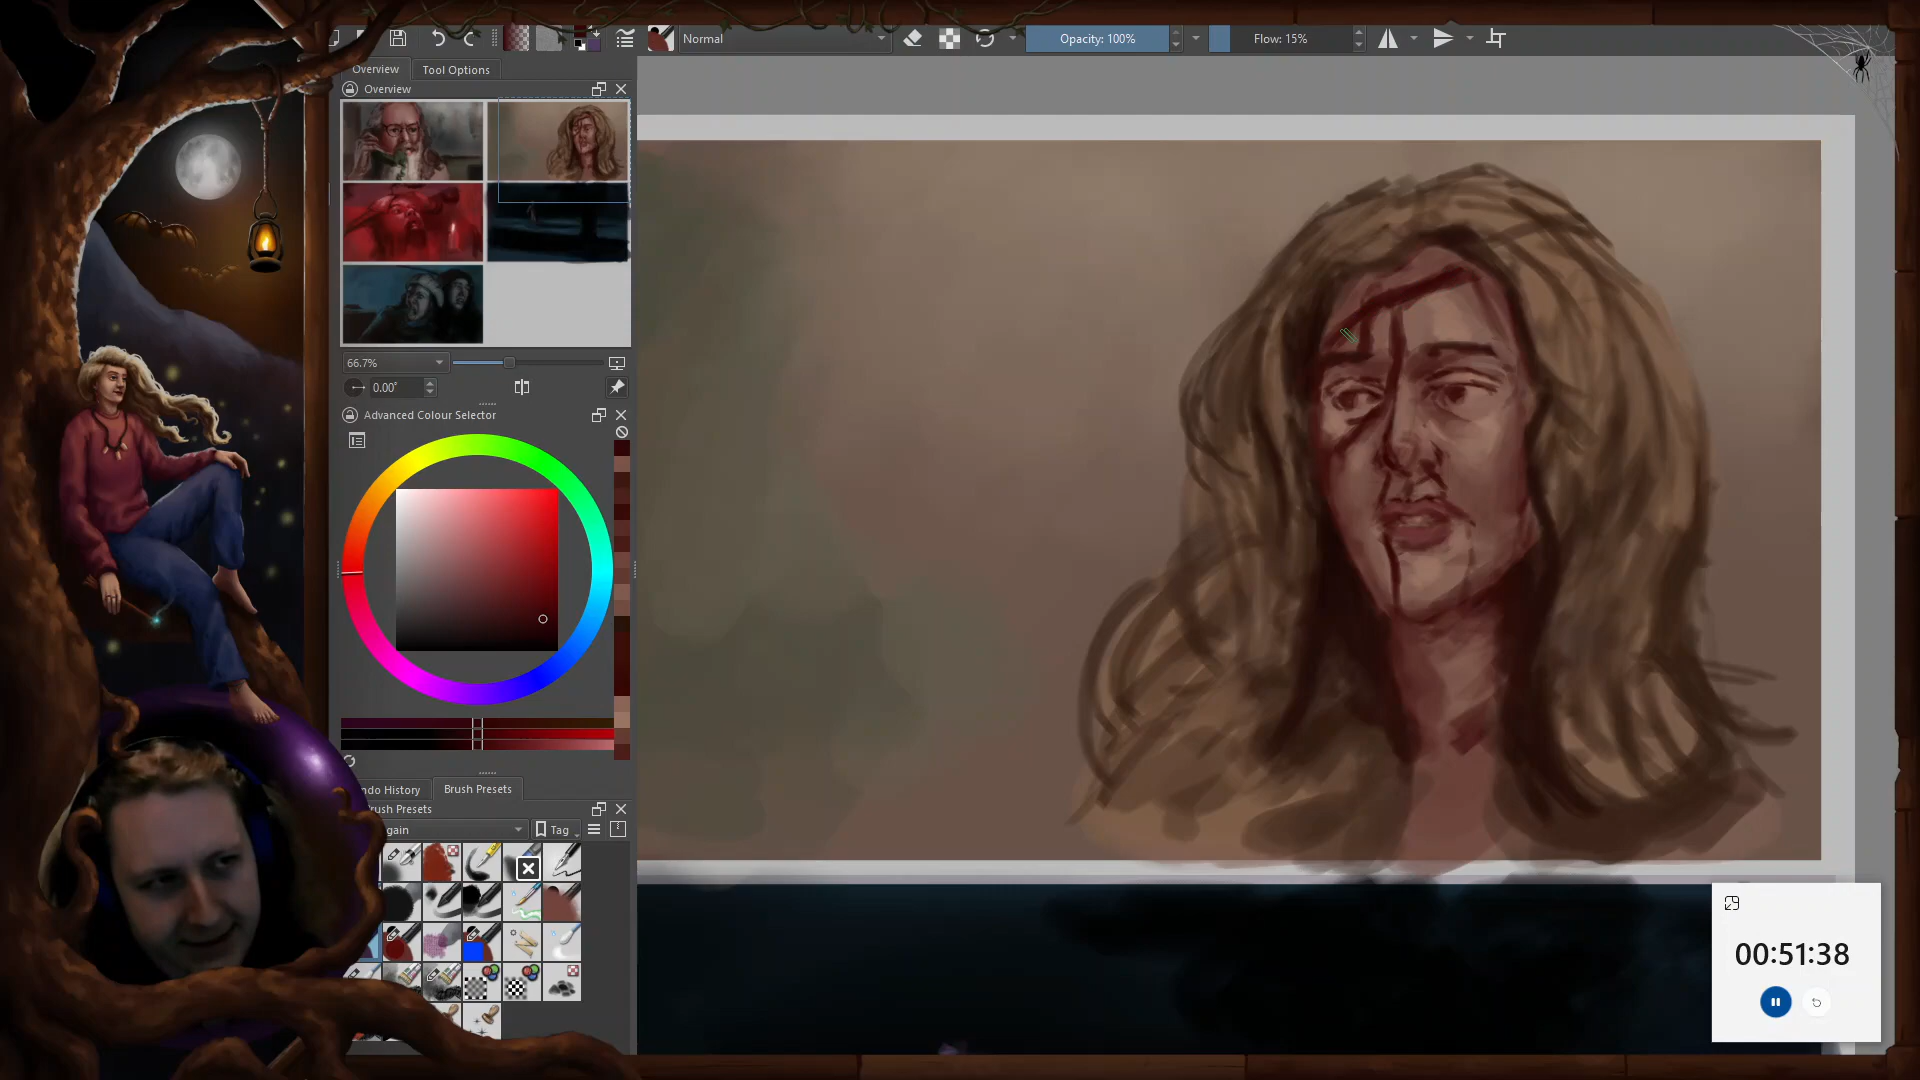 Normal
Opacity: 100%
Flow: 15%
Overview
Tool Options
Overview
66.7%
0.00°
Advanced Colour Selector
ndo History
Brush Presets
rush Presets
gain
Tag
00:51:38